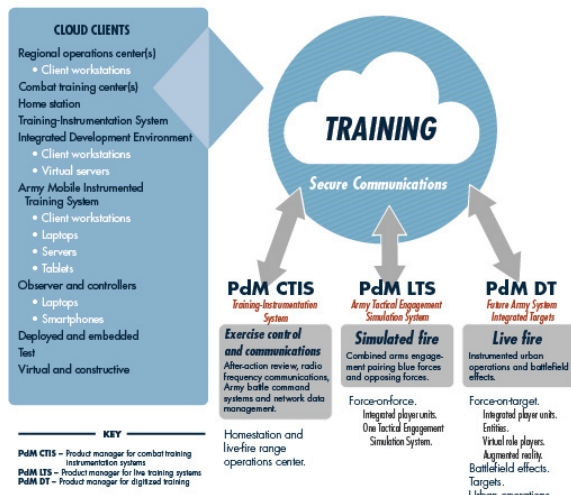 CLOUD CLIENTS
Regional operations center(s)
• Client workstations
Combat training center(s)
Home station
Training-Instrumentation System
Integrated Development Environment
• Client workstations
• Virtual servers
Army Mobile Instrumented
Training System
• Client workstations
• Laptops
• Servers
• Tablets
Observer and controllers
• Laptops
• Smartphones
Deployed and embedded
Test
Virtual and constructive
KEY
PdM CTIS – Product manager for combat training
instrumentation systems
PdM LTS – Product manager for live training systems
PdM DT – Product manager for digitized training
TRAINING
Secure Communications
PdM CTIS
Training-Instrumentation
System
Exercise control
and communications
After-action review, radio
frequency communications,
Army battle command
systems and network data
management.
Homestation and
live-fire range
operations center.
PdM LTS
Army Tactical Engagement
Simulation System
Simulated fire
Combined arms engage-
ment pairing blue forces
and opposing forces.
Force-on-force.
Integrated player units.
One Tactical Engagement
Simulation System.
PdM DT
Future Army System
Integrated Targets
Live fire
Instrumented urban
operations and battlefield
effects.
Force-on-target.
Integrated player units.
Entities.
Virtual role players.
Augmented reality.
Battlefield effects.
Targets.
Urban operations